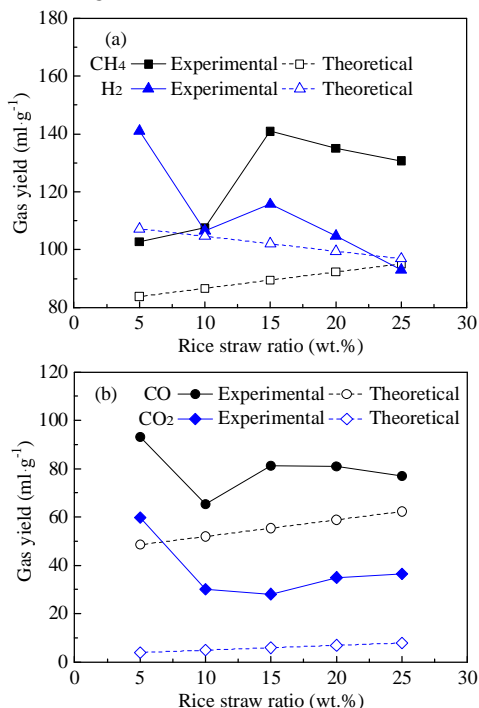 180
(a)
CH4 Experimental Theoretical
160
H2 Experimental Theoretical
140
120
100
80
Gas yield (ml·g-1)
0 5 10 15 20 25 30
Rice straw ratio (wt.%)
120
(b) CO Experimental Theoretical
100
CO2 Experimental Theoretical
80
60
40
20
0
Gas yield (ml·g-1)
0 5 10 15 20 25 30
Rice straw ratio (wt.%)